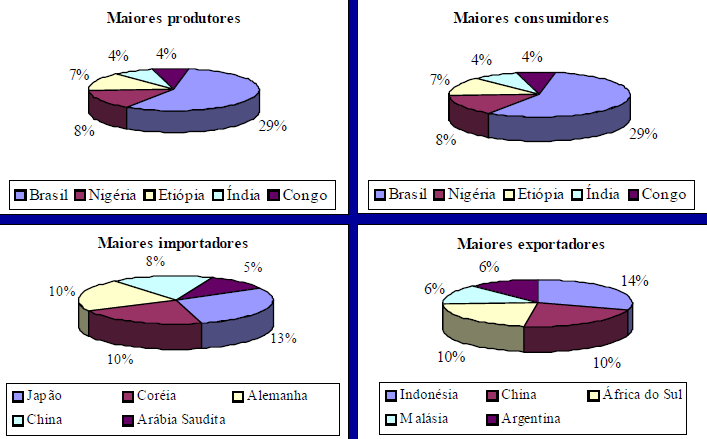 Maiores produtores
4%
4%
7%
8%
29%
Brasil Nigéria Etiópia Índia Congo
Maiores consumidores
4%
4%
7%
8%
29%
Brasil Nigéria Etiópia Índia Congo
Maiores importadores
8%
5%
10%
10%
13%
Japão Coréia Alemanha
China Arábia Saudita
Maiores exportadores
6%
14%
6%
10%
10%
Indonésia China África do Sul
Malásia Argentina